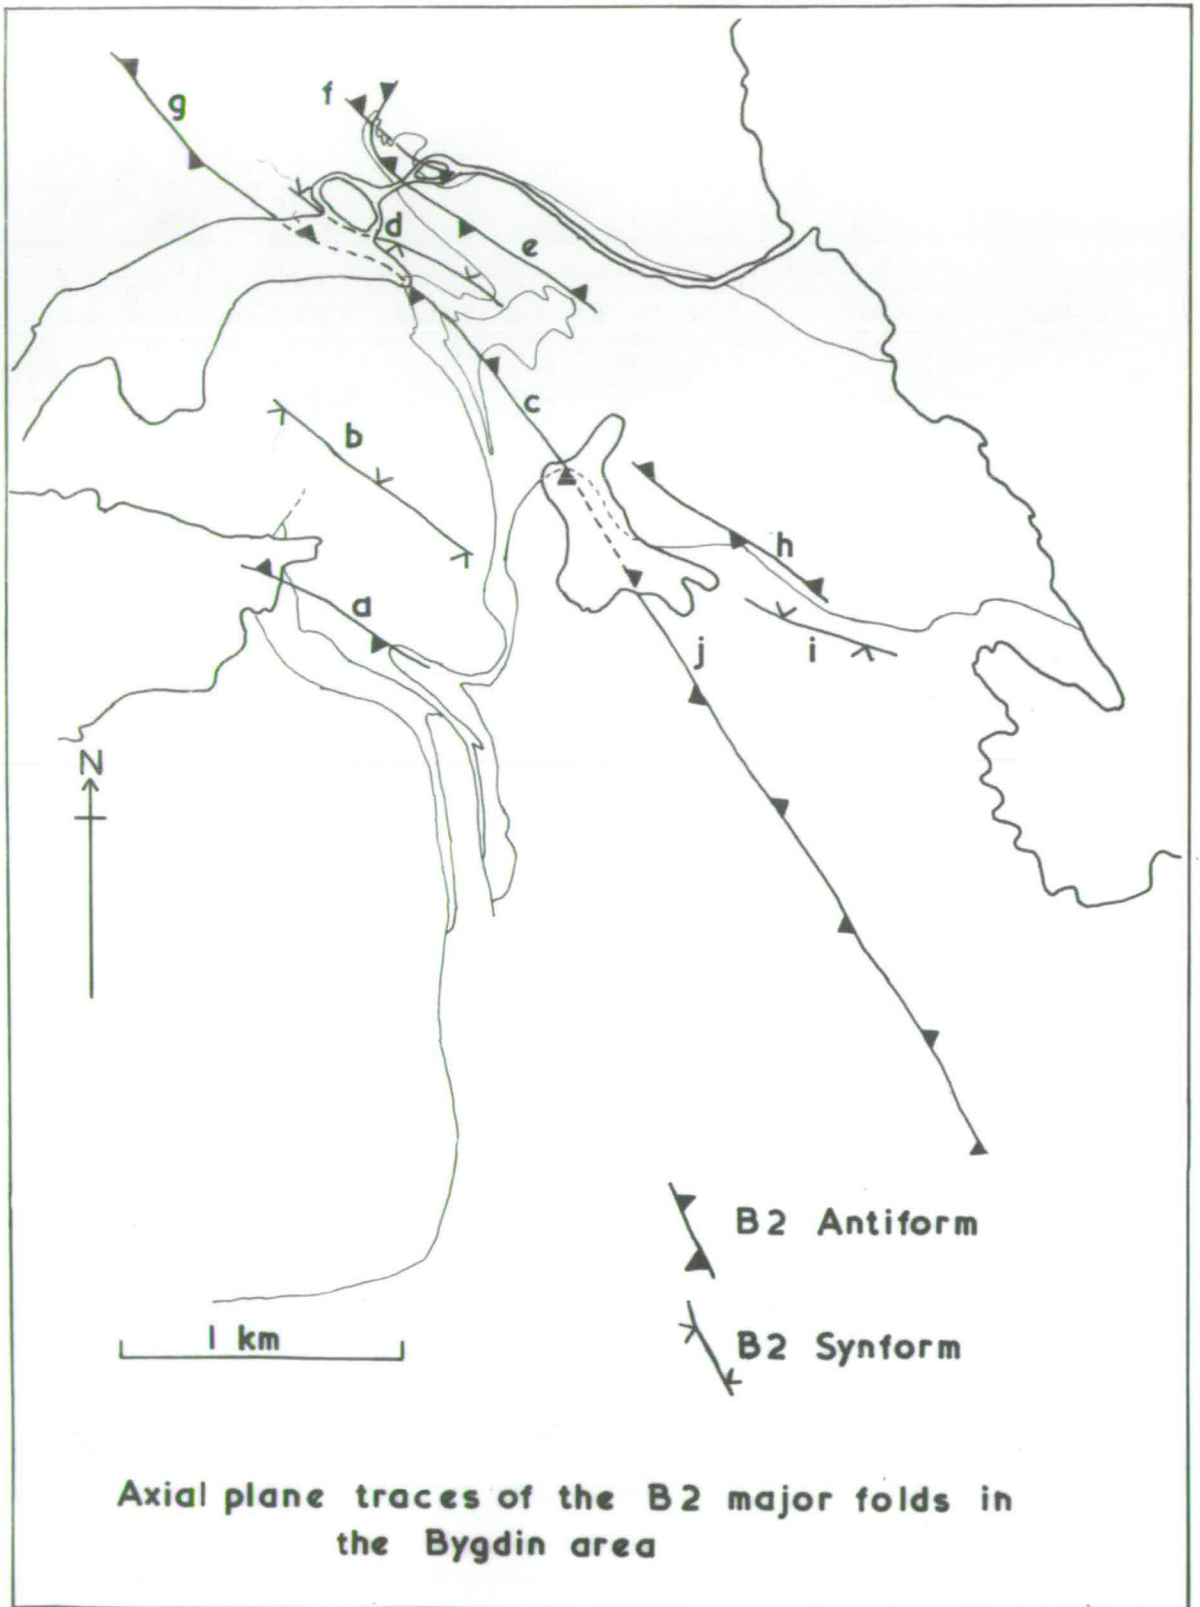 g
f
d
e
c
b
h
a
i
j
N
B2 Antiform
1 km
B2 Synform
Axial plane traces of the B2 major folds in
the Bygdin area